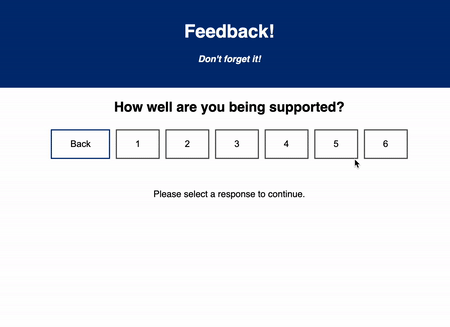 Feedback!
Don't forget it!
How well are you being supported?
Back 1 2 3 4 5 6
Please select a response to continue.